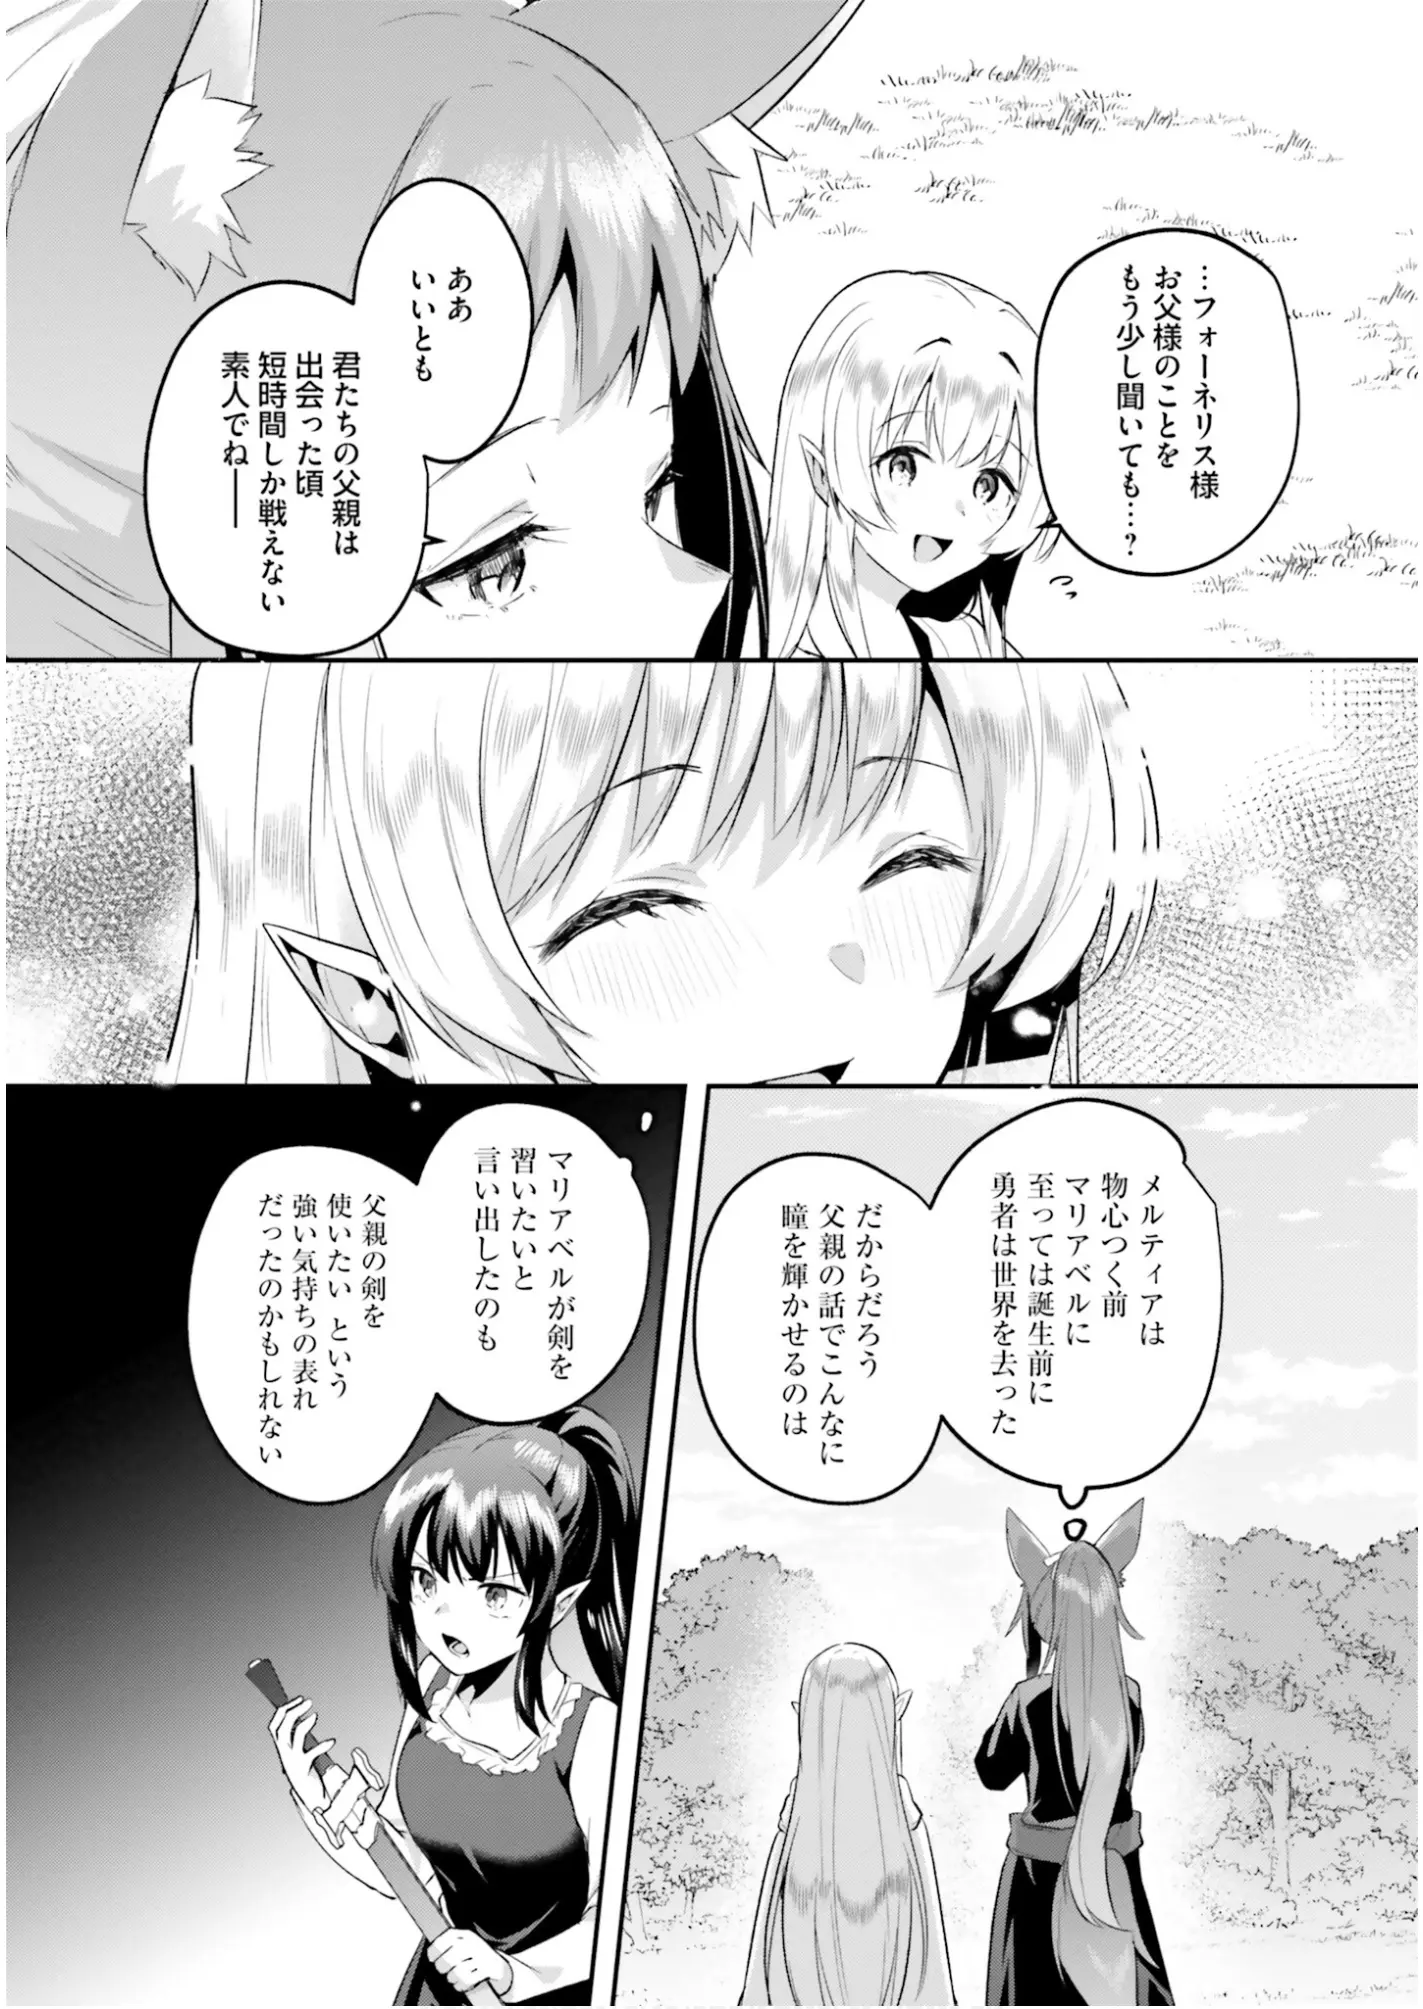 …フォーネリス様
お父様のことを
もう少し聞いても…?
ああ
いいとも
君たちの父親は
出会った頃
短時間しか戦えない
素人でね――
メルティアは
物心つく前
マリアベルに
至っては誕生前に
勇者は世界を去った
だからだろう
父親の話でこんなに
瞳を輝かせるのは
マリアベルが剣を
習いたいと
言い出したのも
父親の剣を
使いたい という
強い気持ちの表れ
だったのかもしれない